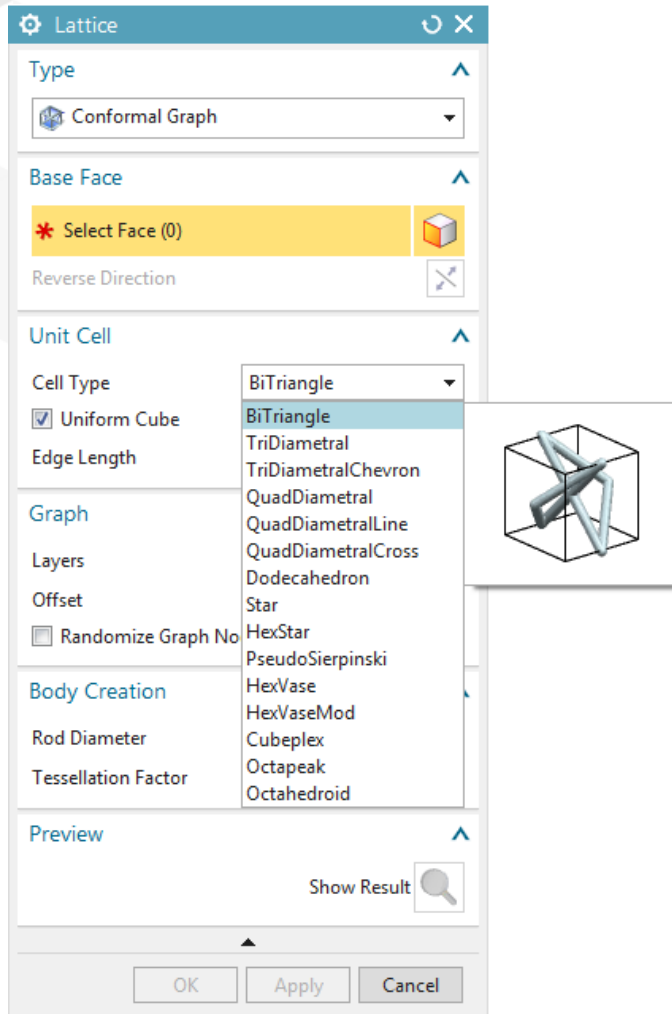 Lattice
Type
Conformal Graph
Base Face
* Select Face (0)
Reverse Direction
Unit Cell
Cell Type BiTriangle
Uniform Cube
Edge Length
BiTriangle
TriDiametral
TriDiametralChevron
QuadDiametral
QuadDiametralLine
QuadDiametralCross
Dodecahedron
Star
HexStar
PseudoSierpinski
HexVase
HexVaseMod
Cubeplex
Octapeak
Octahedroid
Graph
Layers
Offset
Randomize Graph No
Body Creation
Rod Diameter
Tessellation Factor
Preview
Show Result
OK Apply Cancel